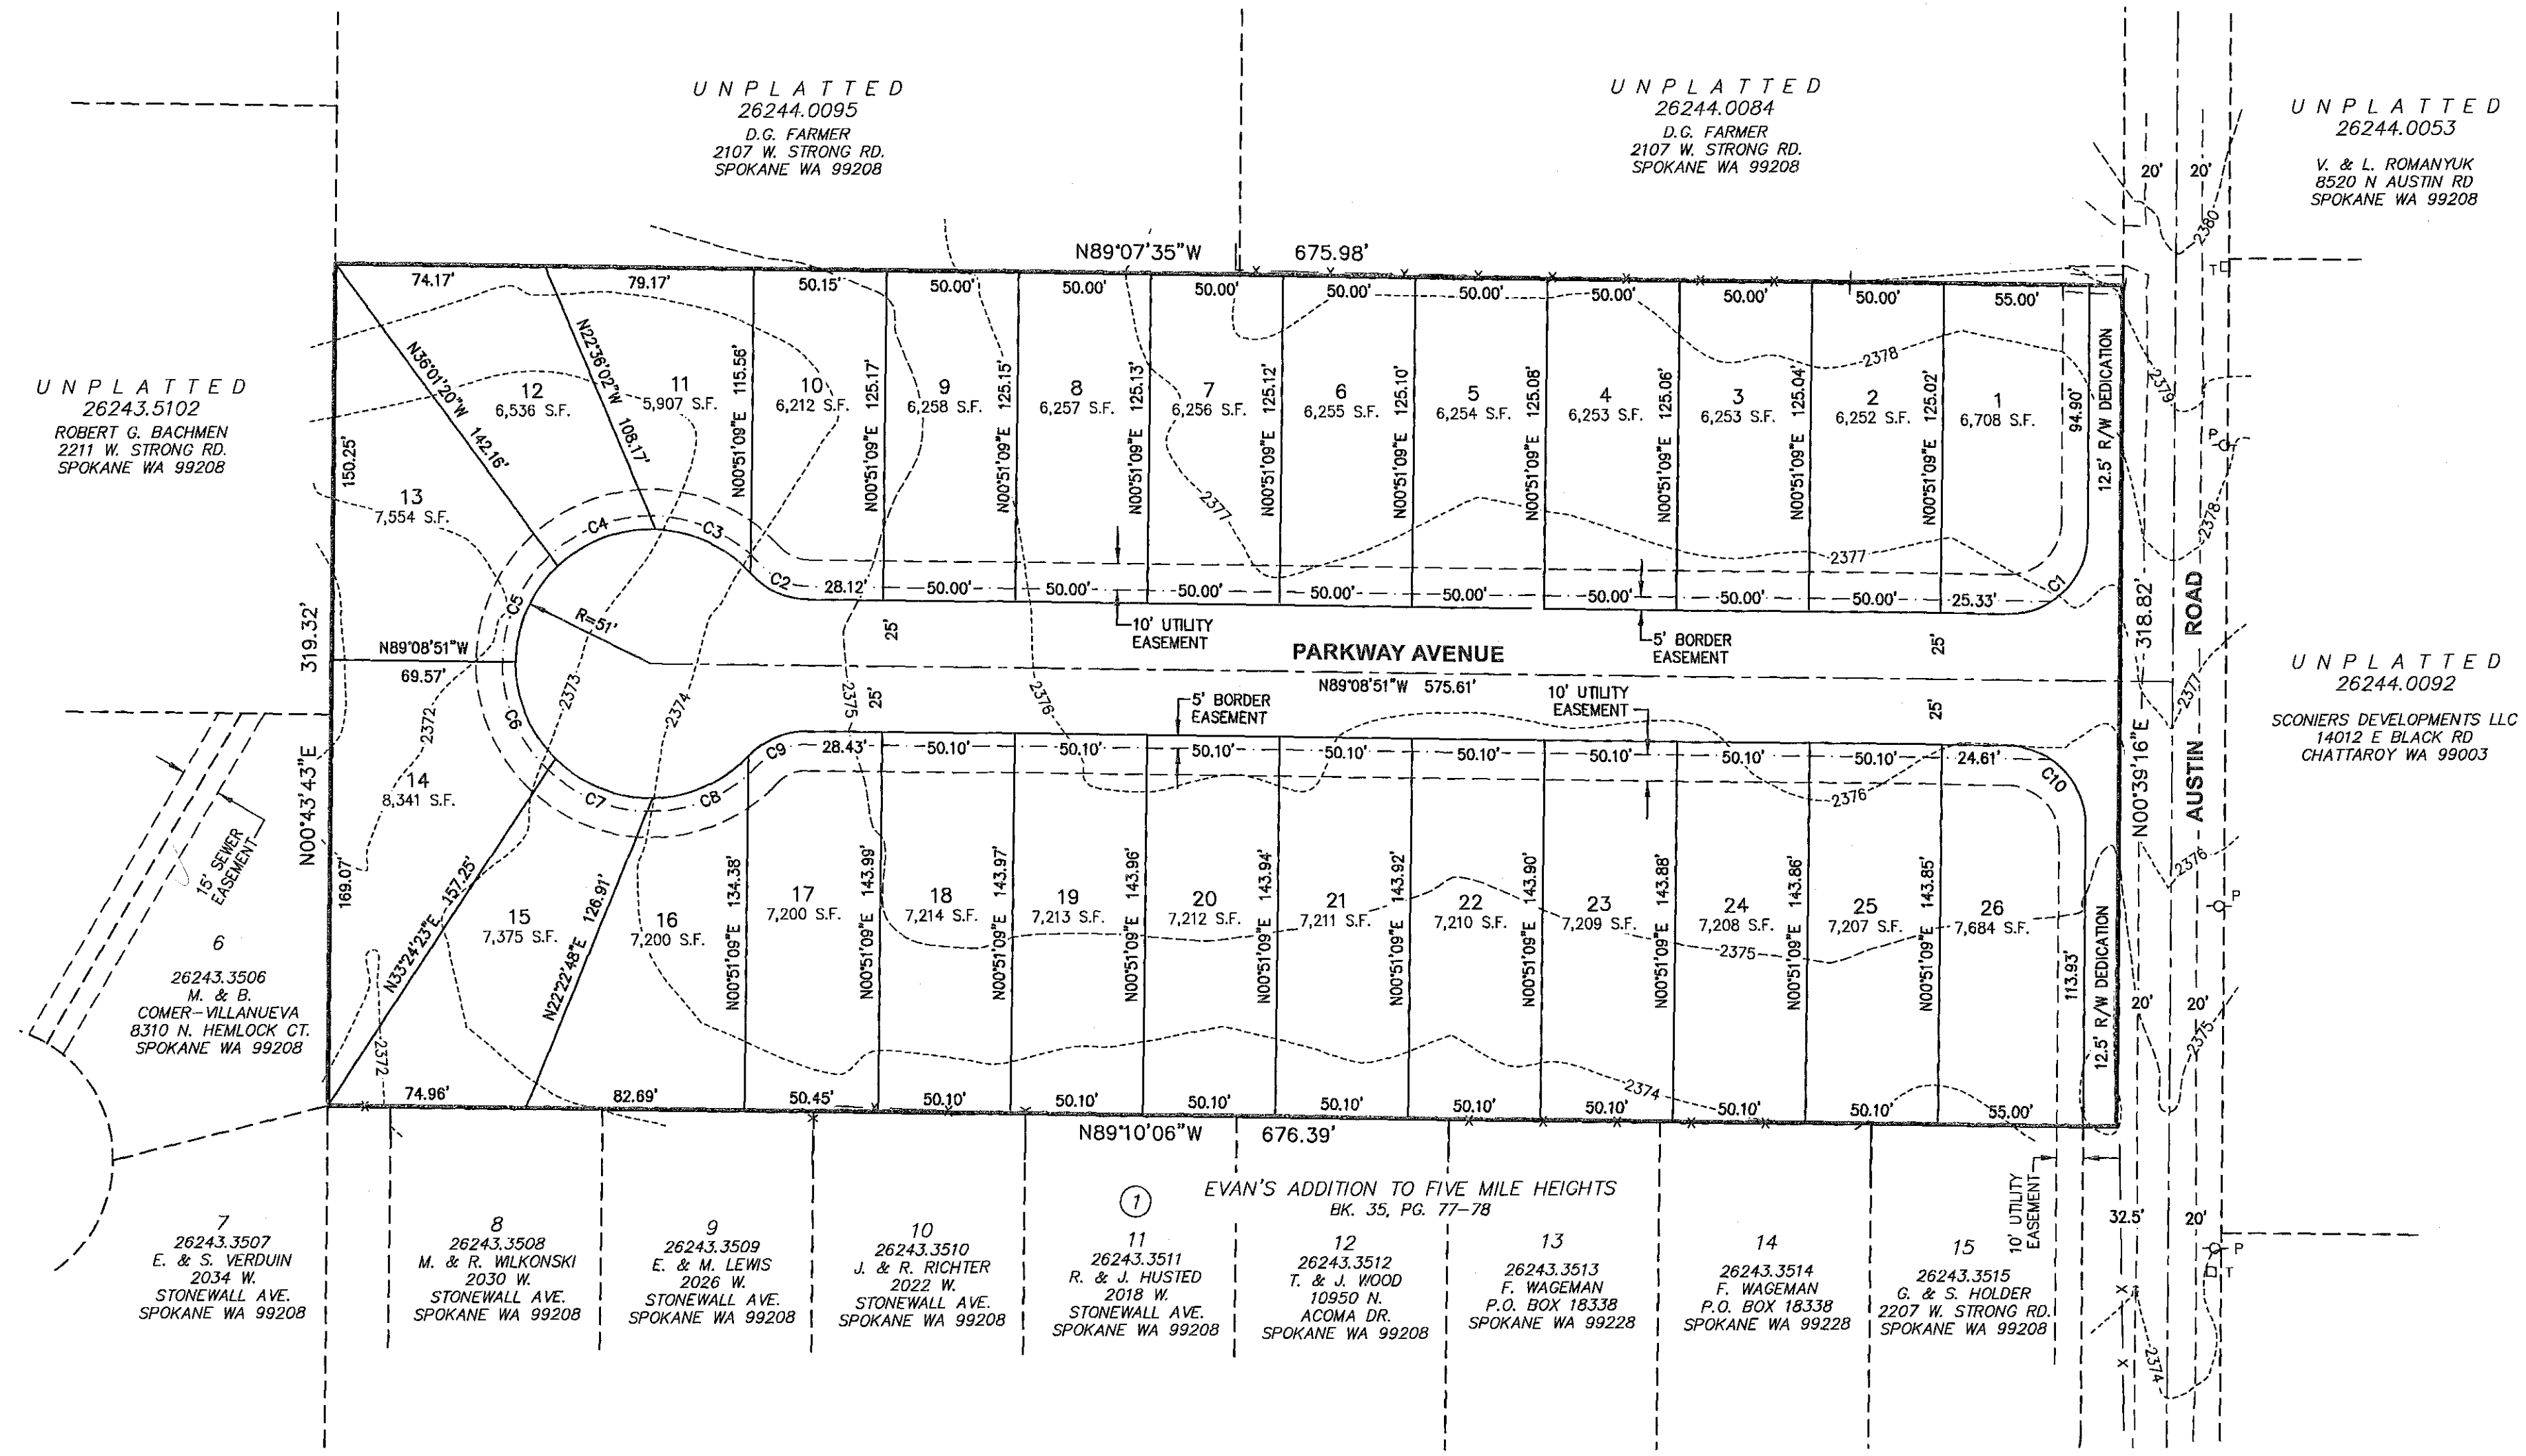 UNPLATTED
26244.0095
D.G. FARMER
2107 W. STRONG RD.
SPOKANE WA 99208
UNPLATTED
26244.0084
D.G. FARMER
2107 W. STRONG RD.
SPOKANE WA 99208
UNPLATTED
26244.0053
V. & L. ROMANYUK
8520 N AUSTIN RD
SPOKANE WA 99208
20' 20'
2380
T
N89°07'35"W 675.98'
74.17' 79.17' 50.15' 50.00' 50.00' 50.00' 50.00' 50.00' 50.00' 50.00' 50.00' 55.00'
UNPLATTED
26243.5102
ROBERT G. BACHMEN
2211 W. STRONG RD.
SPOKANE WA 99208
150.25'
N36°01'20"W 142.16'
N22°36'02"W 108.17'
N00°51'09"E 115.56'
N00°51'09"E 125.17'
N00°51'09"E 125.15'
N00°51'09"E 125.13'
N00°51'09"E 125.12'
N00°51'09"E 125.10'
N00°51'09"E 125.08'
N00°51'09"E 125.06'
N00°51'09"E 125.04'
N00°51'09"E 125.02'
94.90'
12.5' R/W DEDICATION
13
7,554 S.F.
12
6,536 S.F.
11
5,907 S.F.
10
6,212 S.F.
9
6,258 S.F.
8
6,257 S.F.
7
6,256 S.F.
6
6,255 S.F.
5
6,254 S.F.
4
6,253 S.F.
3
6,253 S.F.
2
6,252 S.F.
1
6,708 S.F.
2378
2379
P
2378
2377
2377
C4 C3 C2 C5 C1
28.12' 50.00' 50.00' 50.00' 50.00' 50.00' 50.00' 50.00' 50.00' 25.33'
R=51'
319.32'
N00°43'43"E
N89°08'51"W
69.57'
10' UTILITY
EASEMENT
5' BORDER
EASEMENT
25' 25'
PARKWAY AVENUE
N89°08'51"W 575.61'
25' 25'
5' BORDER
EASEMENT
10' UTILITY
EASEMENT
N00°39'16"E 318.82'
AUSTIN ROAD
UNPLATTED
26244.0092
SCONIERS DEVELOPMENTS LLC
14012 E BLACK RD
CHATTAROY WA 99003
2372
2373
2374
2375
2376
2377
C6 C7 C8 C9 C10
28.43' 50.10' 50.10' 50.10' 50.10' 50.10' 50.10' 50.10' 50.10' 24.61'
2376
2376
P
14
8,341 S.F.
15
7,375 S.F.
16
7,200 S.F.
17
7,200 S.F.
18
7,214 S.F.
19
7,213 S.F.
20
7,212 S.F.
21
7,211 S.F.
22
7,210 S.F.
23
7,209 S.F.
24
7,208 S.F.
25
7,207 S.F.
26
7,684 S.F.
2375
169.07'
N33°24'23"E 157.25'
N22°22'48"E 126.91'
N00°51'09"E 134.38'
N00°51'09"E 143.99'
N00°51'09"E 143.97'
N00°51'09"E 143.96'
N00°51'09"E 143.94'
N00°51'09"E 143.92'
N00°51'09"E 143.90'
N00°51'09"E 143.88'
N00°51'09"E 143.86'
N00°51'09"E 143.85'
113.93'
12.5' R/W DEDICATION
20' 20'
2375
15' SEWER
EASEMENT
6
26243.3506
M. & B.
COMER-VILLANUEVA
8310 N. HEMLOCK CT.
SPOKANE WA 99208
2372
2374
74.96' 82.69' 50.45' 50.10' 50.10' 50.10' 50.10' 50.10' 50.10' 50.10' 50.10' 55.00'
N89°10'06"W 676.39'
1
EVAN'S ADDITION TO FIVE MILE HEIGHTS
BK. 35, PG. 77-78
7
26243.3507
E. & S. VERDUIN
2034 W.
STONEWALL AVE.
SPOKANE WA 99208
8
26243.3508
M. & R. WILKONSKI
2030 W.
STONEWALL AVE.
SPOKANE WA 99208
9
26243.3509
E. & M. LEWIS
2026 W.
STONEWALL AVE.
SPOKANE WA 99208
10
26243.3510
J. & R. RICHTER
2022 W.
STONEWALL AVE.
SPOKANE WA 99208
11
26243.3511
R. & J. HUSTED
2018 W.
STONEWALL AVE.
SPOKANE WA 99208
12
26243.3512
T. & J. WOOD
10950 N.
ACOMA DR.
SPOKANE WA 99208
13
26243.3513
F. WAGEMAN
P.O. BOX 18338
SPOKANE WA 99228
14
26243.3514
F. WAGEMAN
P.O. BOX 18338
SPOKANE WA 99228
15
26243.3515
G. & S. HOLDER
2207 W. STRONG RD.
SPOKANE WA 99208
10' UTILITY
EASEMENT
32.5' 20'
P
T
2374